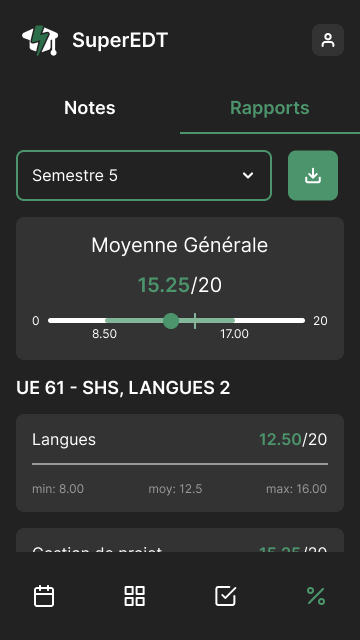 SuperEDT
Notes Rapports
Semestre 5
Moyenne Générale
15.25/20
0 20
8.50 17.00
UE 61 - SHS, LANGUES 2
Langues 12.50/20
min: 8.00 moy: 12.5 max: 16.00
Gestion de projet 15.25/20